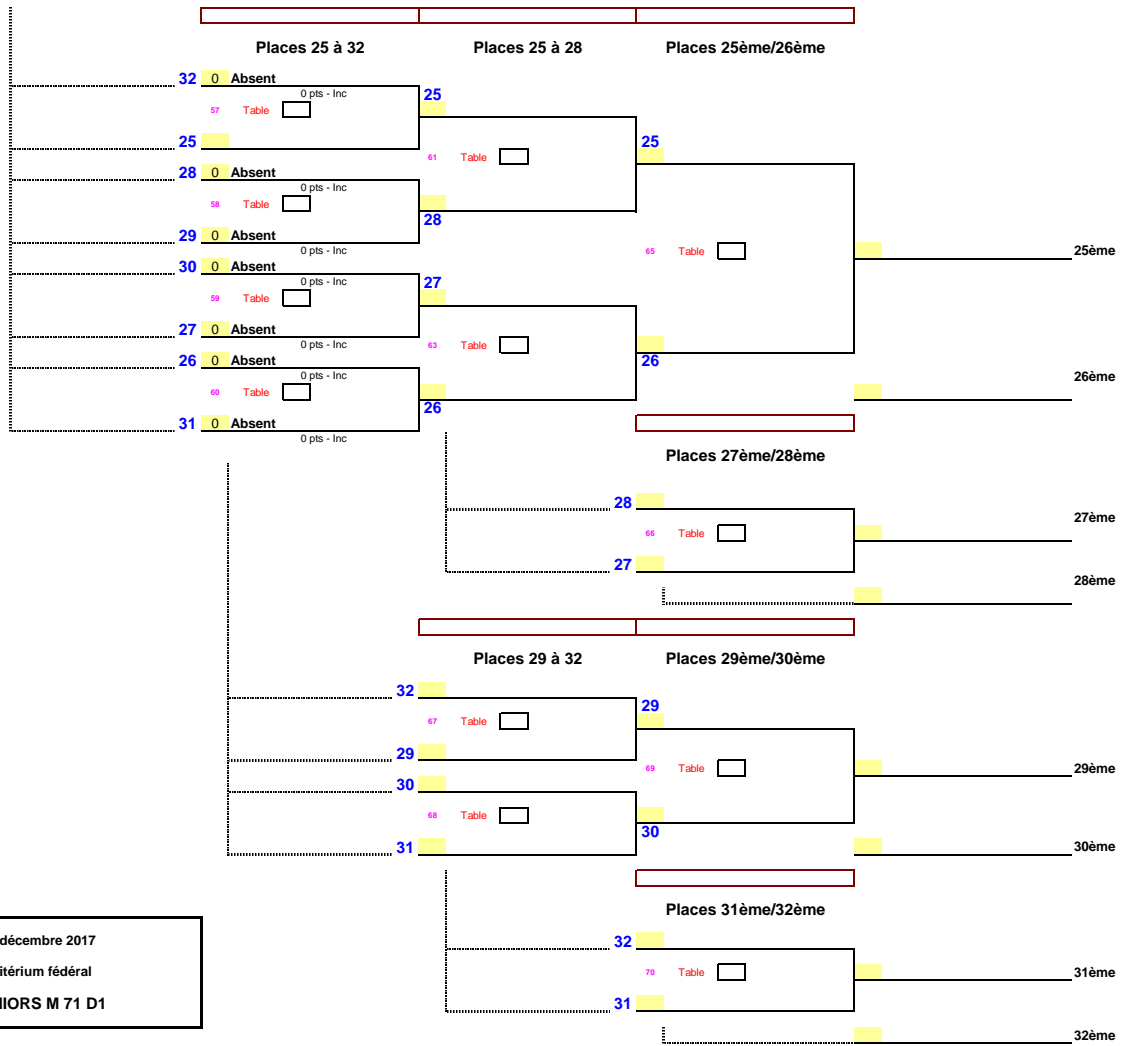 Places 25 à 32 Places 25 à 28 Places 25ème/26ème
32 0 Absent
0 pts - Inc
25
57 Table
25
25
61 Table
28 0 Absent
0 pts - Inc
58 Table
28
29 0 Absent
0 pts - Inc
65 Table
25ème
30 0 Absent
0 pts - Inc
27
59 Table
27 0 Absent
0 pts - Inc
63 Table
26 0 Absent
26
0 pts - Inc
26ème
60 Table
26
31 0 Absent
0 pts - Inc
Places 27ème/28ème
28
27ème
66 Table
27
28ème
Places 29 à 32 Places 29ème/30ème
32
29
67 Table
29
69 Table
29ème
30
68 Table
30
31
30ème
Places 31ème/32ème
32
70 Table
31ème
31
32ème
décembre 2017
itérium fédéral
IORS M 71 D1